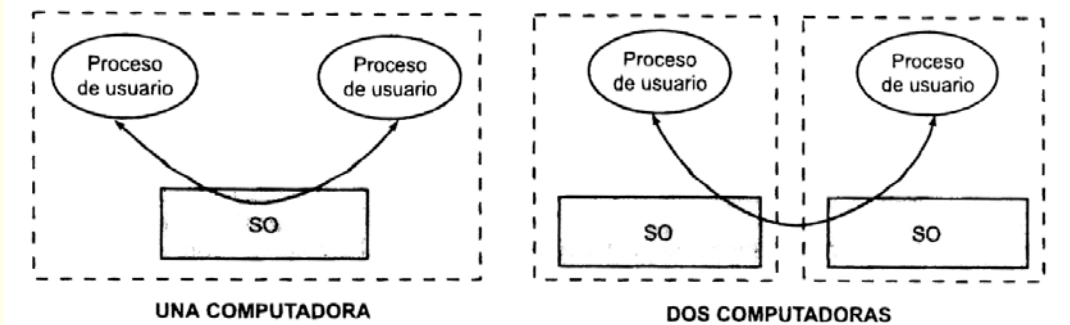 Proceso
de usuario
Proceso
de usuario
SO
UNA COMPUTADORA
Proceso
de usuario
Proceso
de usuario
SO
SO
DOS COMPUTADORAS